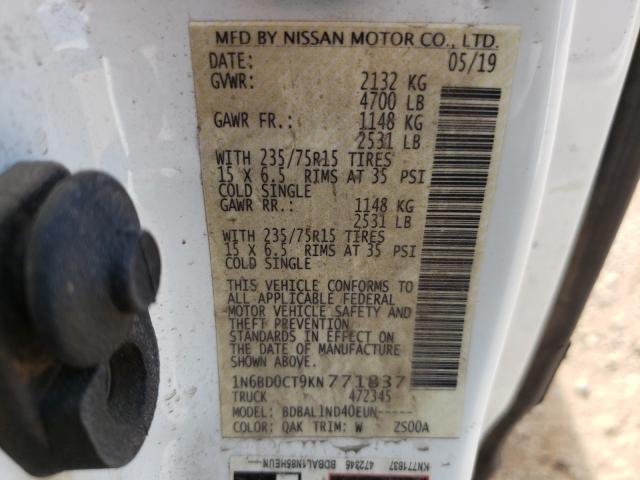 MFD BY NISSAN MOTOR CO., LTD.
DATE: 05/19
GVWR: 2132 KG
4700 LB
GAWR FR.: 1148 KG
2531 LB
WITH 235/75R15 TIRES
15 X 6.5 RIMS AT 35 PSI
COLD SINGLE
GAWR RR.: 1148 KG
2531 LB
WITH 235/75R15 TIRES
15 X 6.5 RIMS AT 35 PSI
COLD SINGLE
THIS VEHICLE CONFORMS TO
ALL APPLICABLE FEDERAL
MOTOR VEHICLE SAFETY AND
THEFT PREVENTION
STANDARDS IN EFFECT ON
THE DATE OF MANUFACTURE
SHOWN ABOVE.
1N6BD0CT9KN771837
TRUCK 472345
MODEL: BDBAL1ND40EUN-----
COLOR: QAK TRIM: W ZS00A
KN771837 472345 BDBAL1N85HEUN